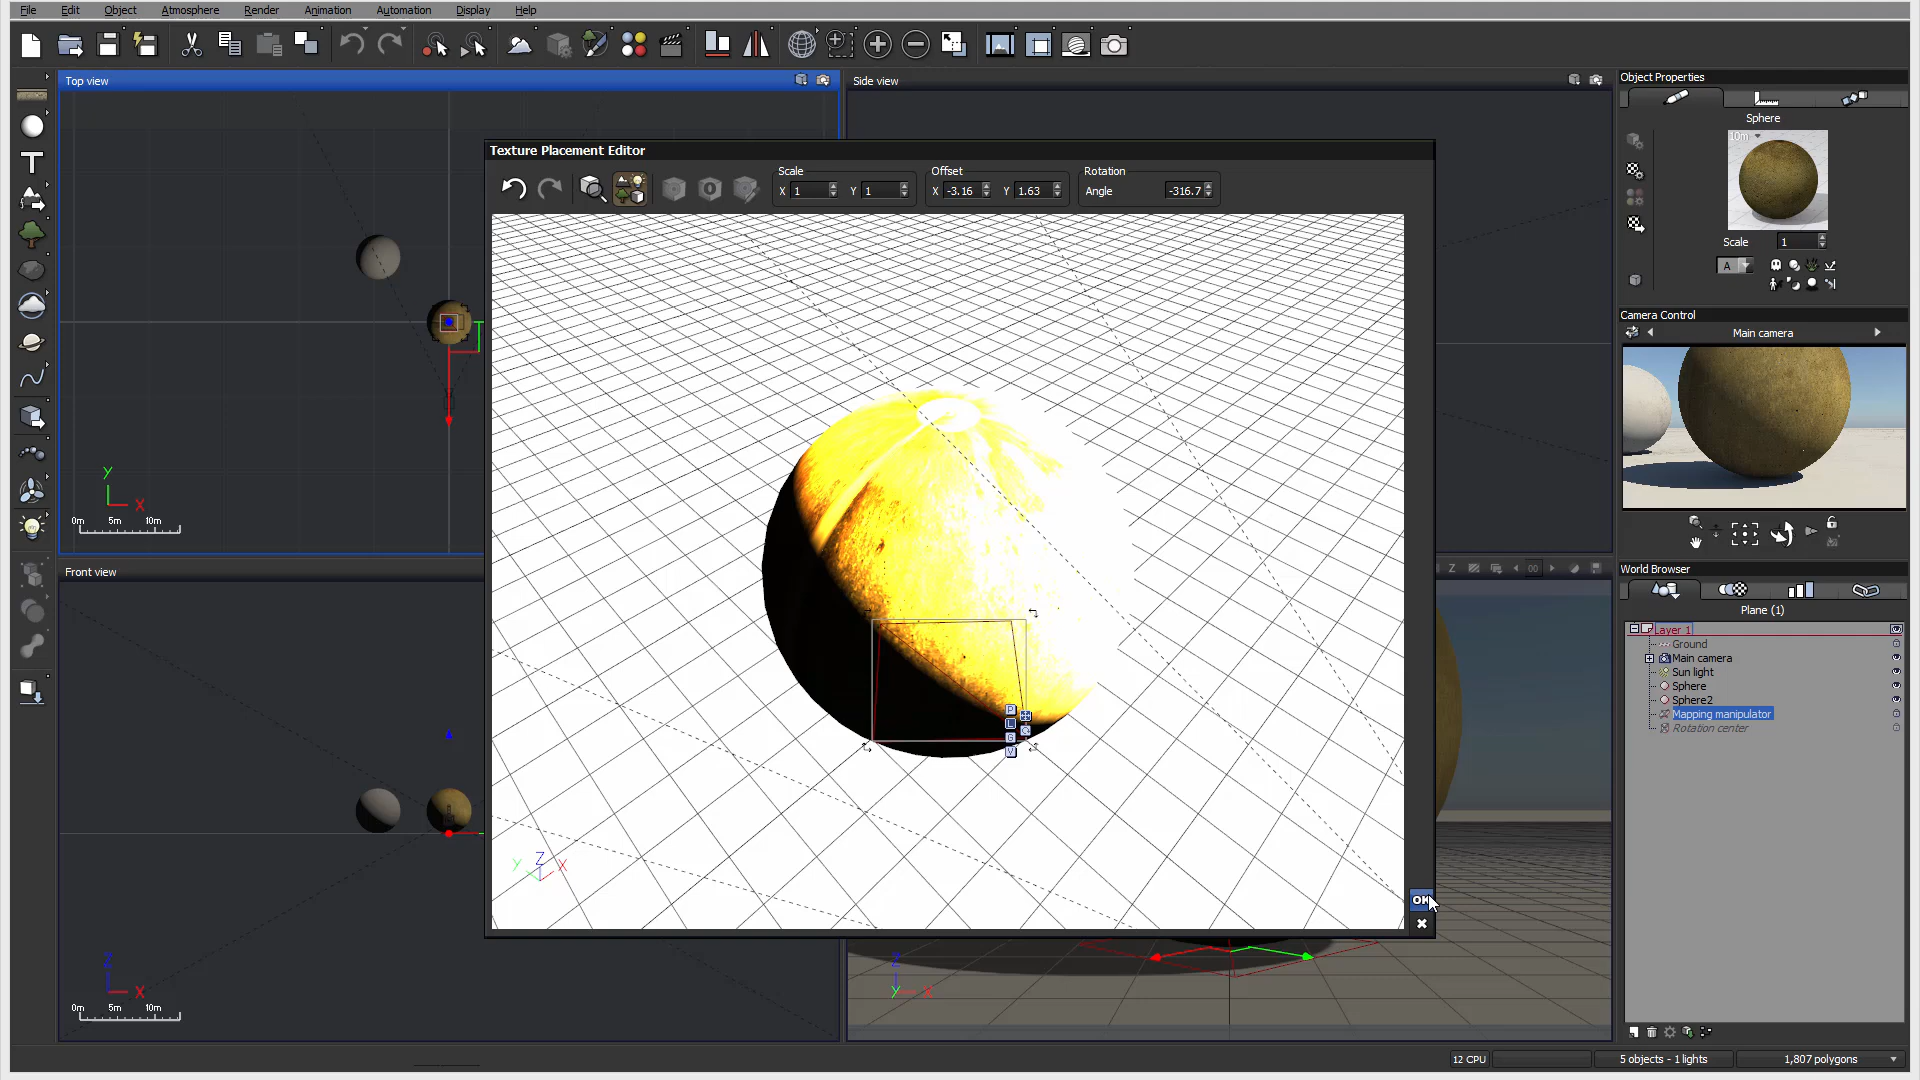 File Edit Object Atmosphere Render Animation Automation Display Help
Top view
Side view
Y
X
0m 5m 10m
Front view
Z
X
0m 5m 10m
Texture Placement Editor
Scale
X 1 Y 1
Offset
X -3.16 Y 1.63
Rotation
Angle -316.7
P
L
G
V
Y Z X
OK
Z 00
Z
Y X
Object Properties
Sphere
10m
Scale 1
A
Camera Control
Main camera
World Browser
Plane (1)
Layer 1
Ground
Main camera
Sun light
Sphere
Sphere2
Mapping manipulator
Rotation center
12 CPU
5 objects - 1 lights
1,807 polygons